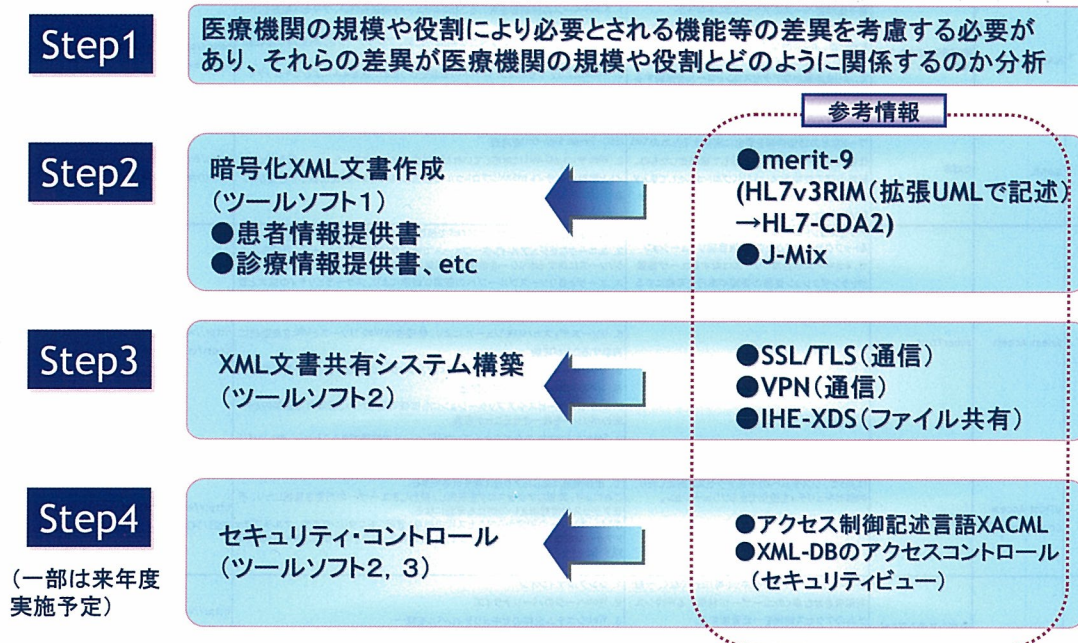 Step1
医療機関の規模や役割により必要とされる機能等の差異を考慮する必要が
あり、それらの差異が医療機関の規模や役割とどのように関係するのか分析
参考情報
Step2
暗号化XML文書作成
(ツールソフト1)
●患者情報提供書
●診療情報提供書、etc
●merit-9
(HL7v3RIM(拡張UMLで記述)
→HL7-CDA2)
●J-Mix
Step3
XML文書共有システム構築
(ツールソフト2)
●SSL/TLS(通信)
●VPN(通信)
●IHE-XDS(ファイル共有)
Step4
(一部は来年度
実施予定)
セキュリティ・コントロール
(ツールソフト2, 3)
●アクセス制御記述言語XACML
●XML-DBのアクセスコントロール
(セキュリティビュー)